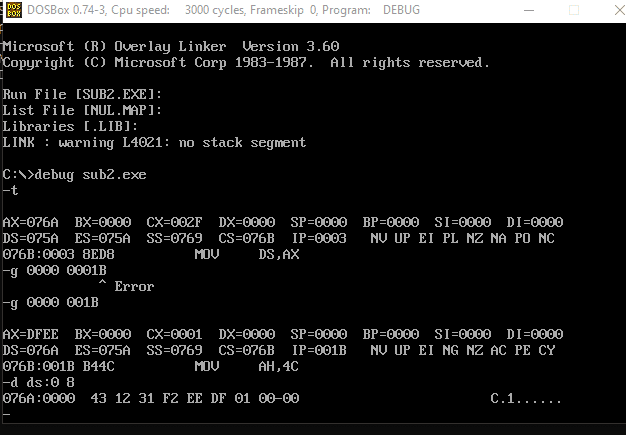 DOSBox 0.74-3, Cpu speed: 3000 cycles, Frameskip 0, Program: DEBUG
Microsoft (R) Overlay Linker Version 3.60
Copyright (C) Microsoft Corp 1983-1987. All rights reserved.
Run File [SUB2.EXE]:
List File [NUL.MAP]:
Libraries [.LIB]:
LINK : warning L4021: no stack segment
C:\>debug sub2.exe
-t
AX=076A BX=0000 CX=002F DX=0000 SP=0000 BP=0000 SI=0000 DI=0000
DS=075A ES=075A SS=0769 CS=076B IP=0003 NV UP EI PL NZ NA PO NC
076B:0003 8ED8 MOV DS,AX
-g 0000 0001B
^ Error
-g 0000 001B
AX=DFEE BX=0000 CX=0001 DX=0000 SP=0000 BP=0000 SI=0000 DI=0000
DS=076A ES=075A SS=0769 CS=076B IP=001B NV UP EI NG NZ AC PE CY
076B:001B B44C MOV AH,4C
-d ds:0 8
076A:0000 43 12 31 F2 EE DF 01 00-00 C.1......
-